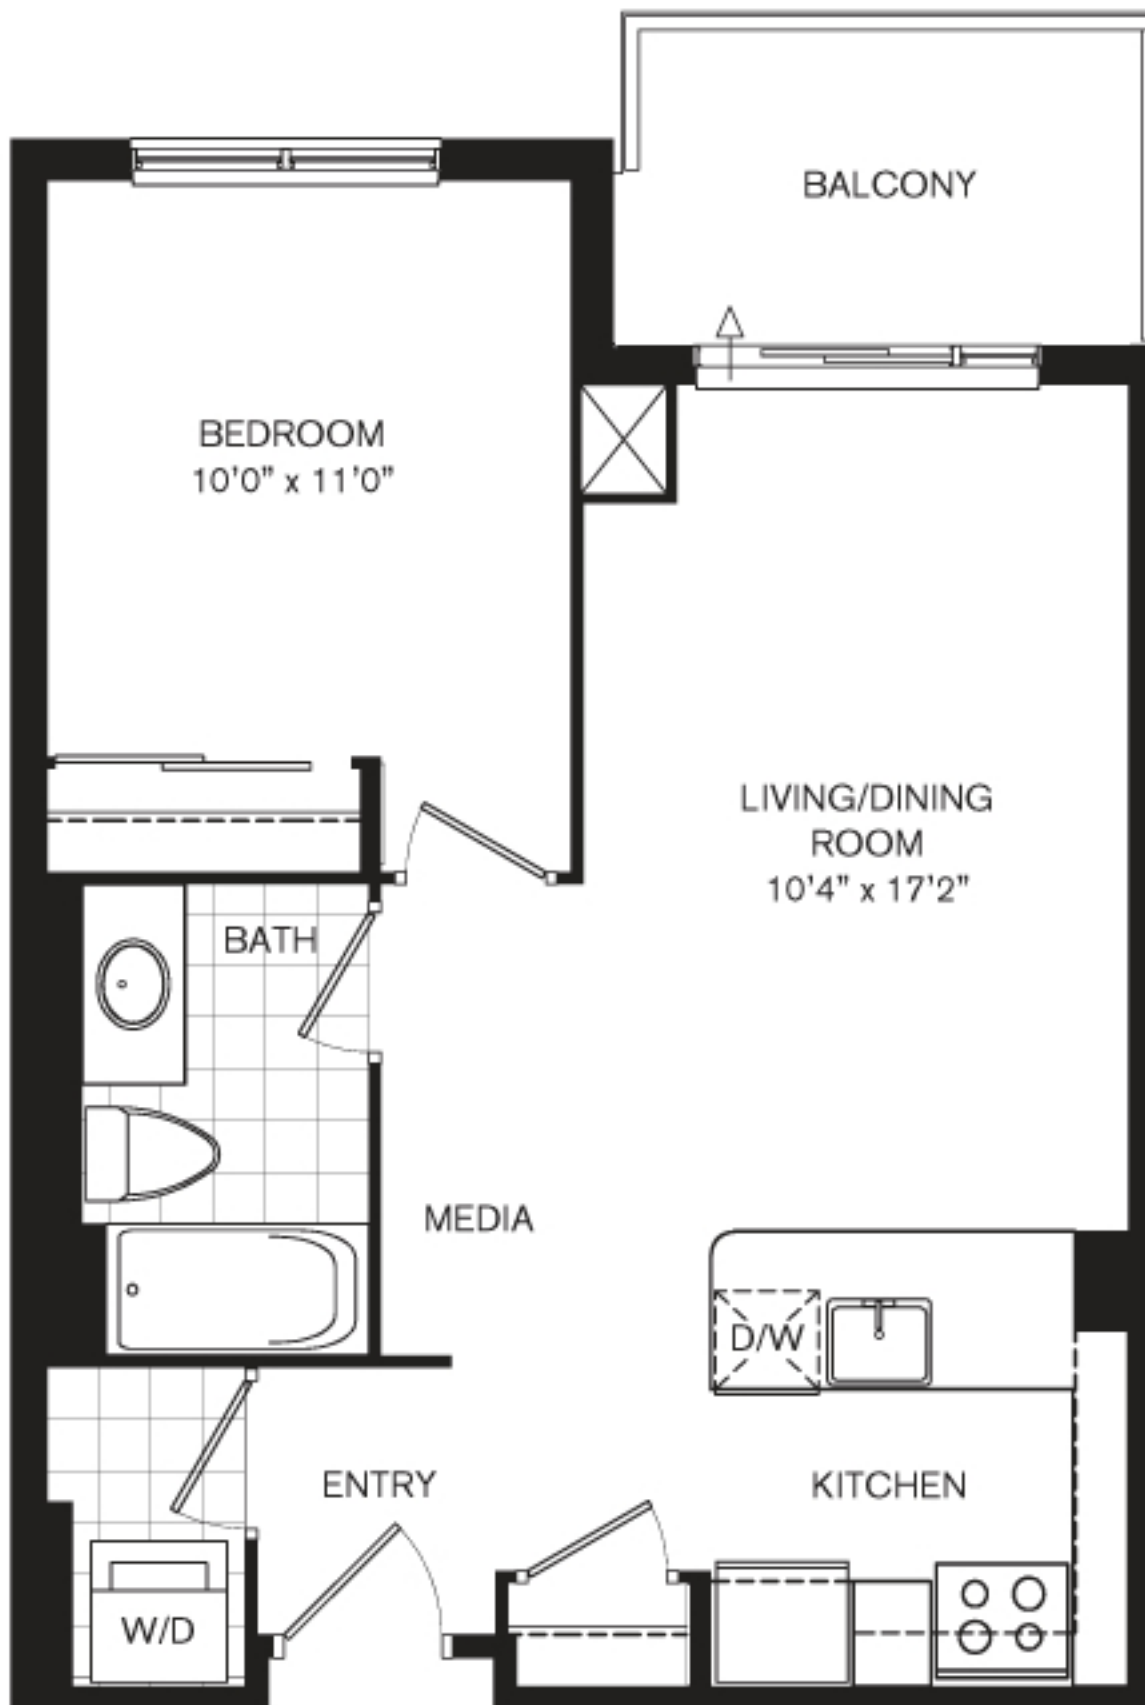 BALCONY
BEDROOM
10'0" x 11'0"
LIVING/DINING
ROOM
10'4" x 17'2"
BATH
MEDIA
D/W
ENTRY
KITCHEN
W/D